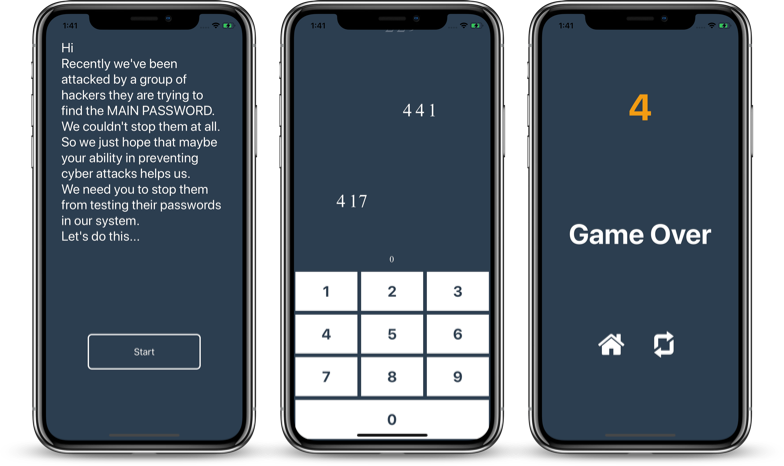 1:41
Hi
Recently we've been
attacked by a group of
hackers they are trying to
find the MAIN PASSWORD.
We couldn't stop them at all.
So we just hope that maybe
your ability in preventing
cyber attacks helps us.
We need you to stop them
from testing their passwords
in our system.
Let's do this...
Start
1:41
441
417
0
1 2 3
4 5 6
7 8 9
0
1:41
4
Game Over